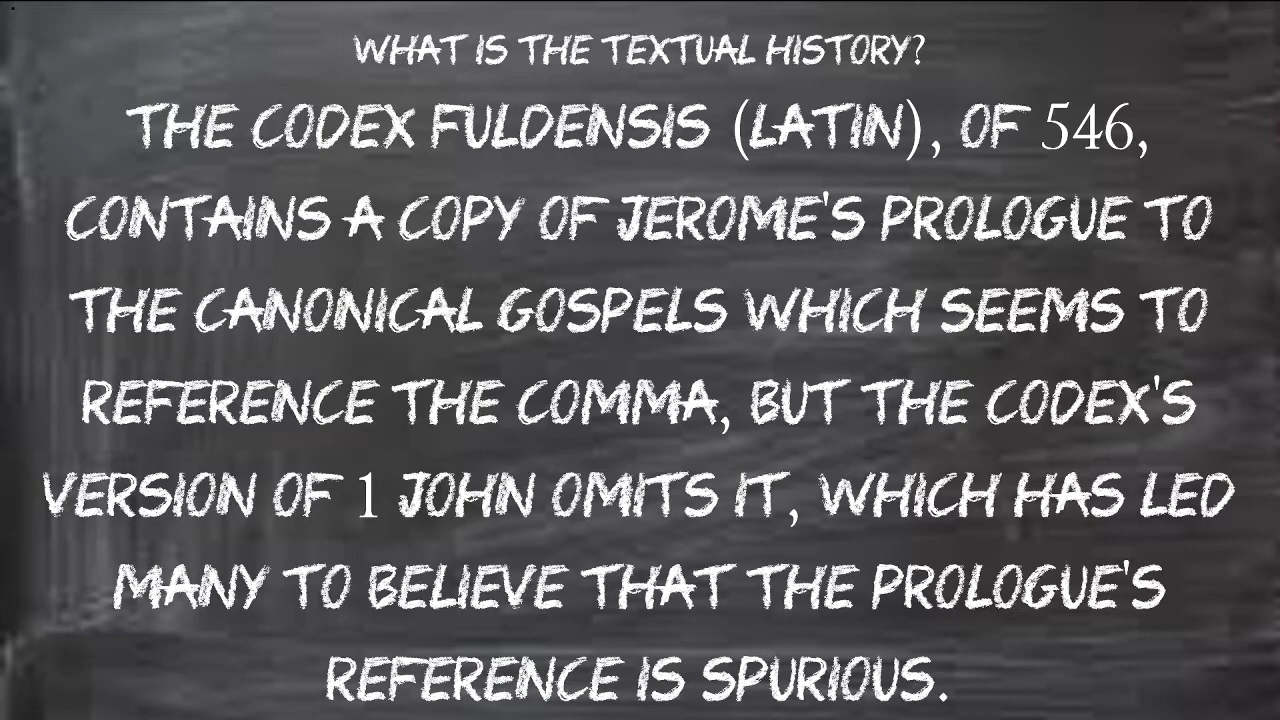 WHAT IS THE TEXTUAL HISTORY?
THE CODEX FULDENSIS (LATIN), OF 546,
CONTAINS A COPY OF JEROME'S PROLOGUE TO
THE CANONICAL GOSPELS WHICH SEEMS TO
REFERENCE THE COMMA, BUT THE CODEX'S
VERSION OF 1 JOHN OMITS IT, WHICH HAS LED
MANY TO BELIEVE THAT THE PROLOGUE'S
REFERENCE IS SPURIOUS.